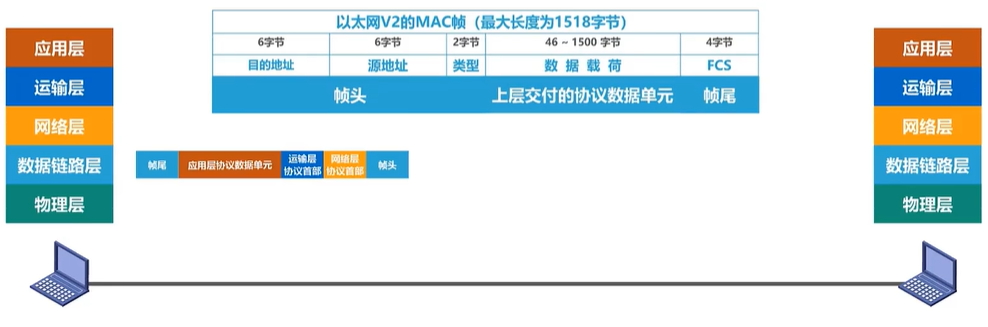 以太网V2的MAC帧（最大长度为1518字节）
6字节 6字节 2字节 46 ~ 1500 字节 4字节
目的地址 源地址 类型 数 据 载 荷 FCS
帧头 上层交付的协议数据单元 帧尾
应用层
运输层
网络层
数据链路层
物理层
帧尾 应用层协议数据单元 运输层 网络层 帧头
协议首部 协议首部
应用层
运输层
网络层
数据链路层
物理层